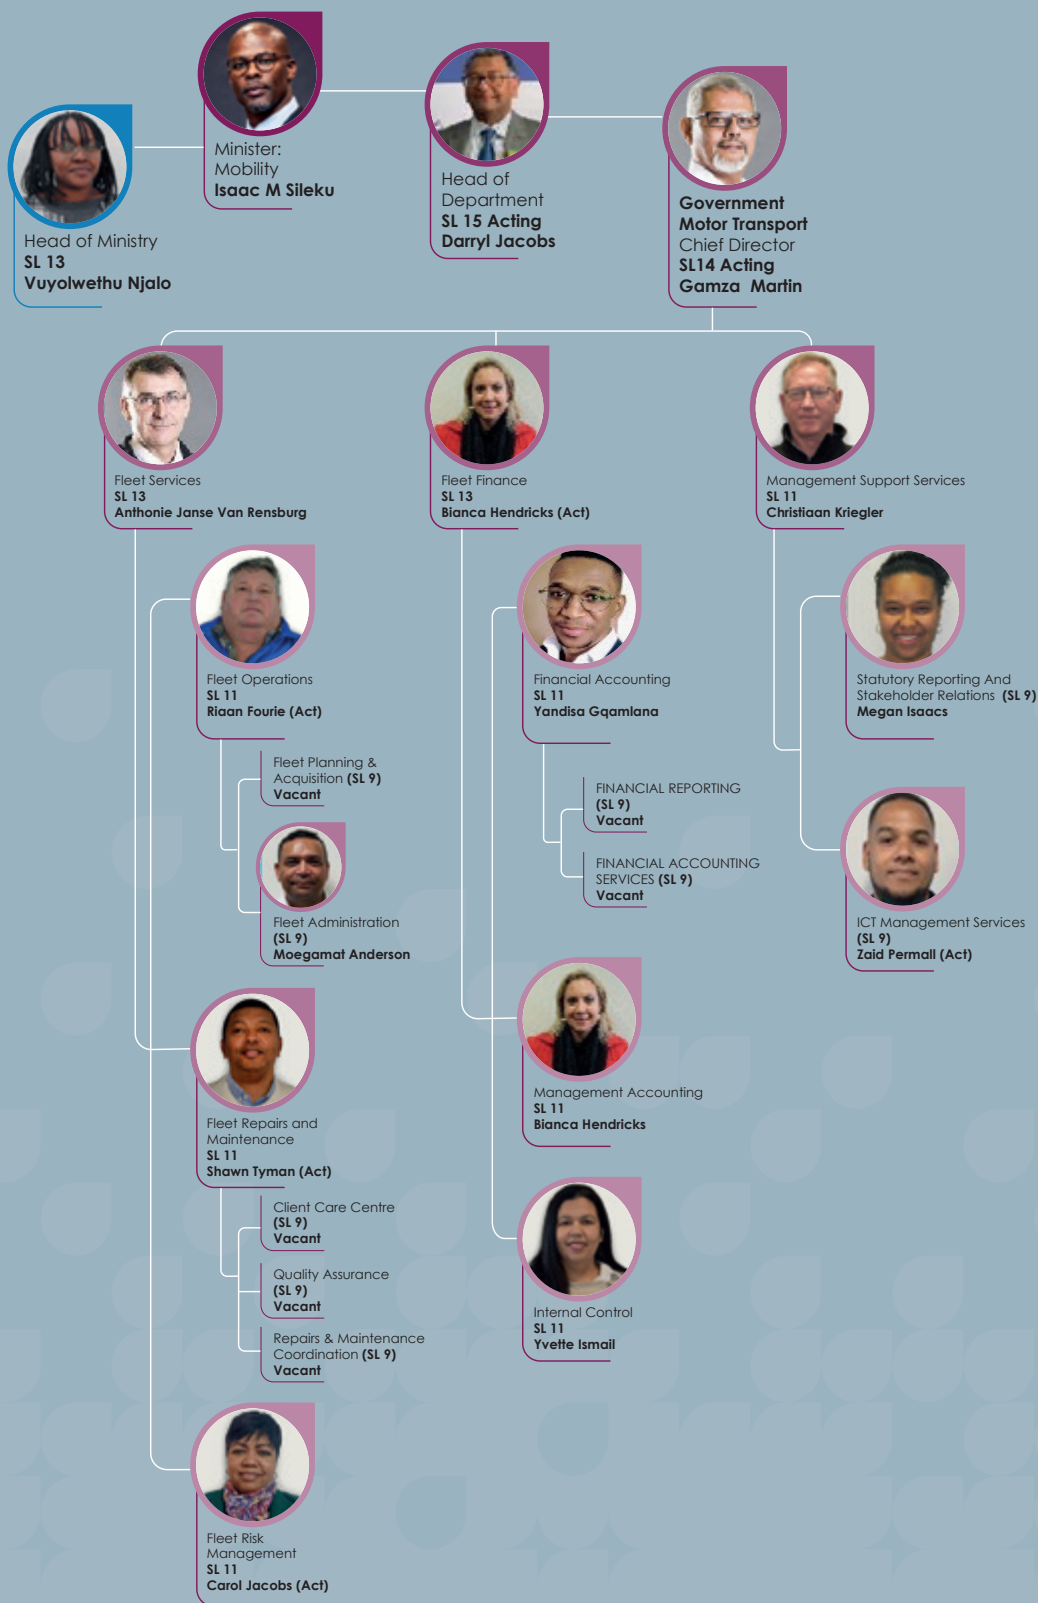 Minister:
Mobility
Isaac M Sileku
Head of Ministry
SL 13
Vuyolwethu Njalo
Head of
Department
SL 15 Acting
Darryl Jacobs
Government
Motor Transport
Chief Director
SL14 Acting
Gamza Martin
Fleet Services
SL 13
Anthonie Janse Van Rensburg
Fleet Operations
SL 11
Riaan Fourie (Act)
Fleet Planning &
Acquisition (SL 9)
Vacant
Fleet Administration
(SL 9)
Moegamat Anderson
Fleet Repairs and
Maintenance
SL 11
Shawn Tyman (Act)
Client Care Centre
(SL 9)
Vacant
Quality Assurance
(SL 9)
Vacant
Repairs & Maintenance
Coordination (SL 9)
Vacant
Fleet Risk
Management
SL 11
Carol Jacobs (Act)
Fleet Finance
SL 13
Bianca Hendricks (Act)
Financial Accounting
SL 11
Yandisa Gqamlana
FINANCIAL REPORTING
(SL 9)
Vacant
FINANCIAL ACCOUNTING
SERVICES (SL 9)
Vacant
Management Accounting
SL 11
Bianca Hendricks
Internal Control
SL 11
Yvette Ismail
Management Support Services
SL 11
Christiaan Kriegler
Statutory Reporting And
Stakeholder Relations (SL 9)
Megan Isaacs
ICT Management Services
(SL 9)
Zaid Permall (Act)